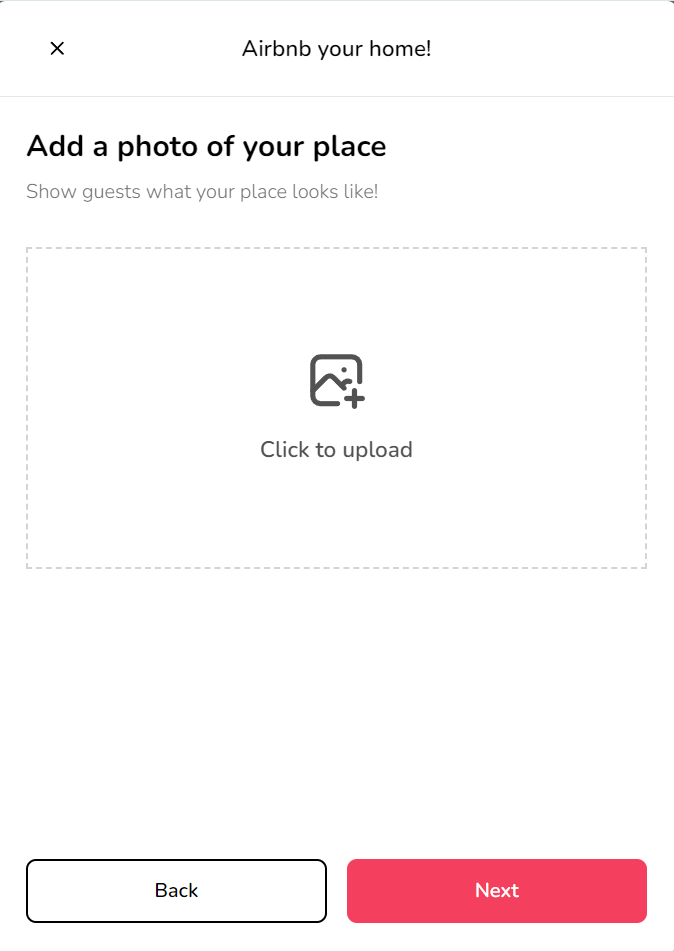 Airbnb your home!
Add a photo of your place
Show guests what your place looks like!
Click to upload
Back
Next